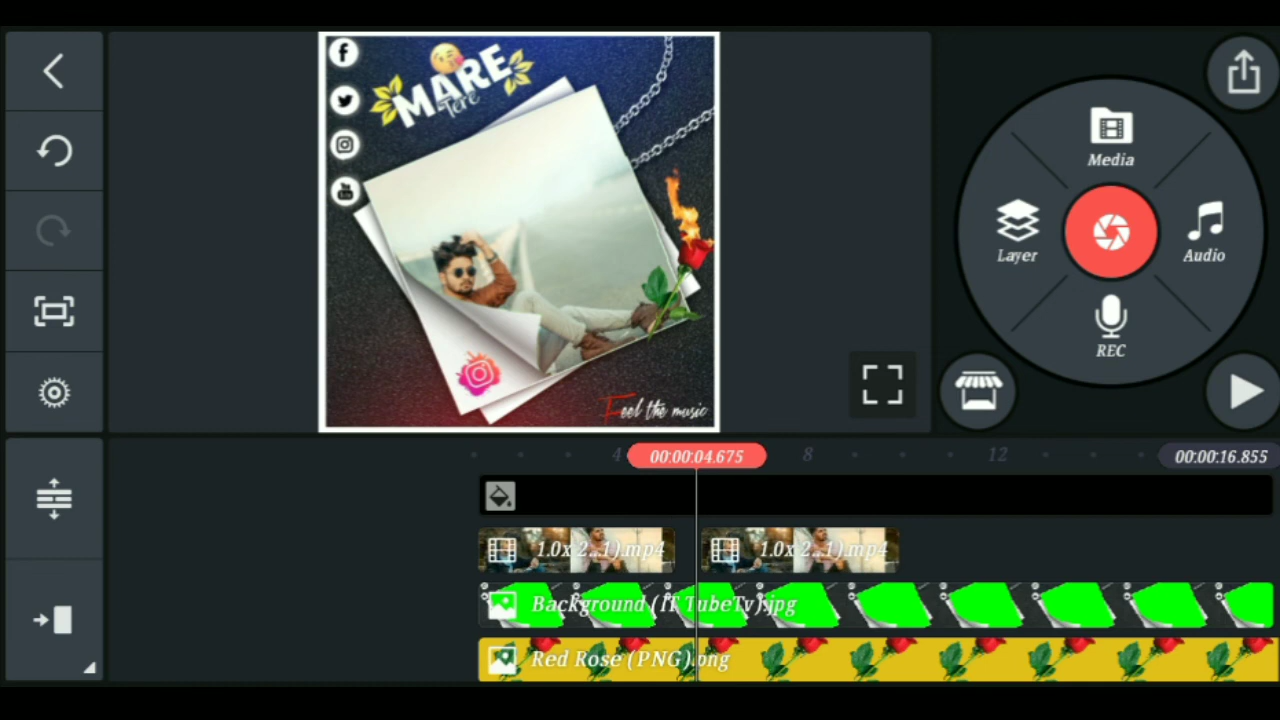 MARE
Tere
You
Feel the music
Media
Layer
Audio
REC
4
00:00:04.675
8
12
00:00:16.855
1.0x 2...1).mp4
1.0x 2...1).mp4
Background (IT TubeTv).jpg
Red Rose (PNG).png